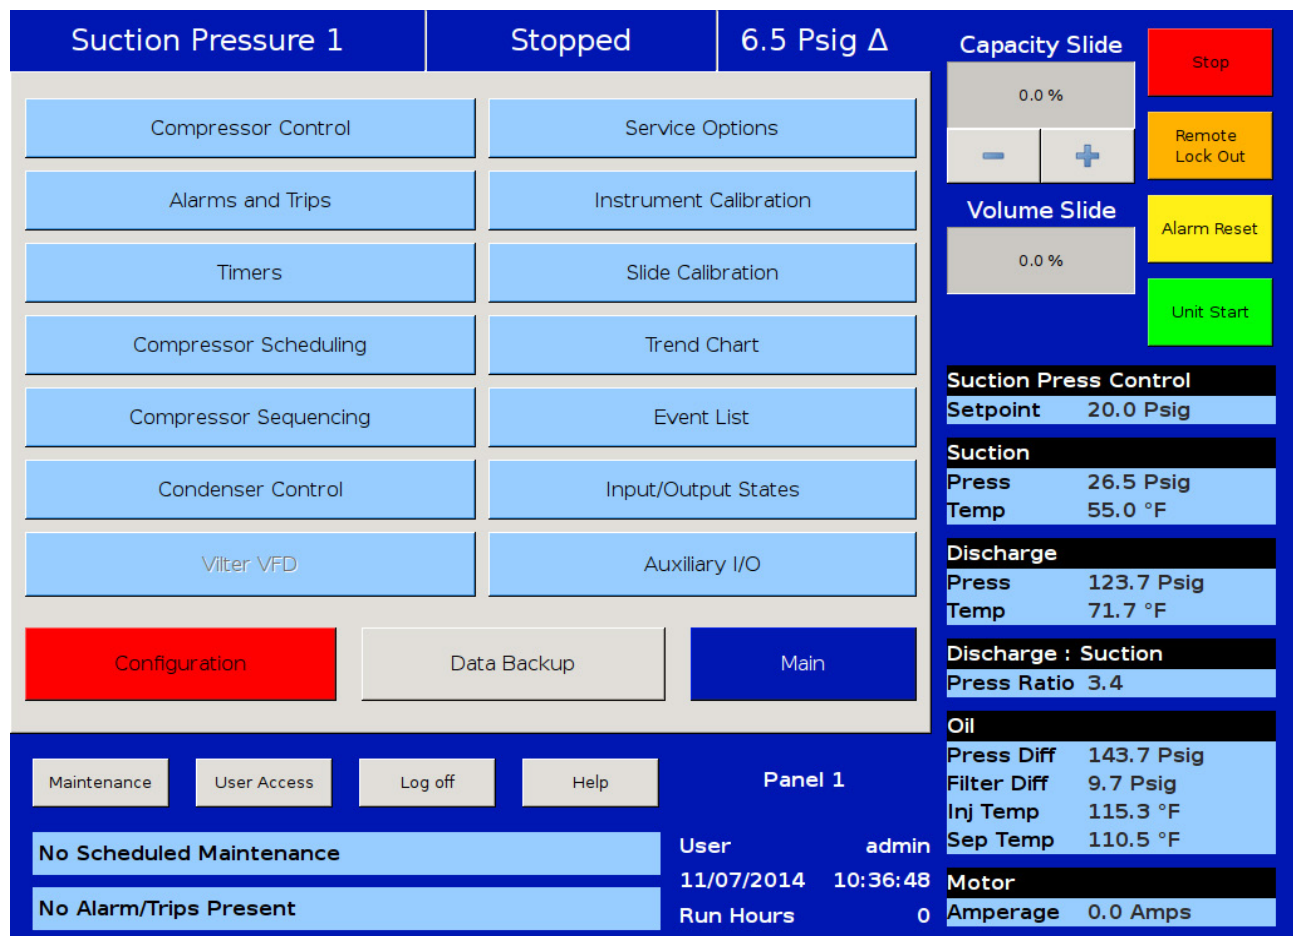 Suction Pressure 1 Stopped 6.5 Psig Δ
Compressor Control
Service Options
Alarms and Trips
Instrument Calibration
Timers
Slide Calibration
Compressor Scheduling
Trend Chart
Compressor Sequencing
Event List
Condenser Control
Input/Output States
Vilter VFD
Auxiliary I/O
Configuration
Data Backup
Main
Maintenance
User Access
Log off
Help
Panel 1
No Scheduled Maintenance
No Alarm/Trips Present
User admin
11/07/2014 10:36:48
Run Hours 0
Capacity Slide
0.0 %
Volume Slide
0.0 %
Stop
Remote
Lock Out
Alarm Reset
Unit Start
Suction Press Control
Setpoint 20.0 Psig
Suction
Press 26.5 Psig
Temp 55.0 °F
Discharge
Press 123.7 Psig
Temp 71.7 °F
Discharge : Suction
Press Ratio 3.4
Oil
Press Diff 143.7 Psig
Filter Diff 9.7 Psig
Inj Temp 115.3 °F
Sep Temp 110.5 °F
Motor
Amperage 0.0 Amps